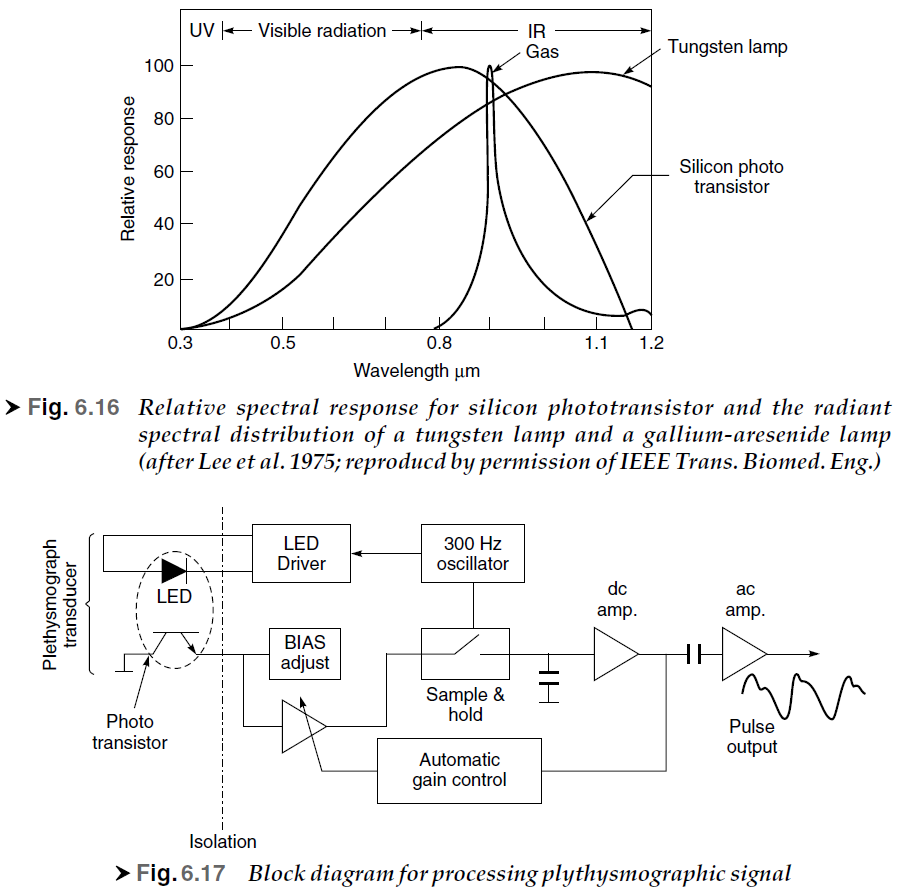 UV
Visible radiation
IR
Gas
Tungsten lamp
Silicon photo
transistor
Relative response
100
80
60
40
20
0.3
0.5
0.8
1.1
1.2
Wavelength μm
➤ Fig. 6.16 Relative spectral response for silicon phototransistor and the radiant
spectral distribution of a tungsten lamp and a gallium-aresenide lamp
(after Lee et al. 1975; reproducd by permission of IEEE Trans. Biomed. Eng.)
Plethysmograph
transducer
LED
LED
Driver
300 Hz
oscillator
dc
amp.
ac
amp.
BIAS
adjust
Sample &
hold
Photo
transistor
Automatic
gain control
Pulse
output
Isolation
➤ Fig. 6.17 Block diagram for processing plythysmographic signal